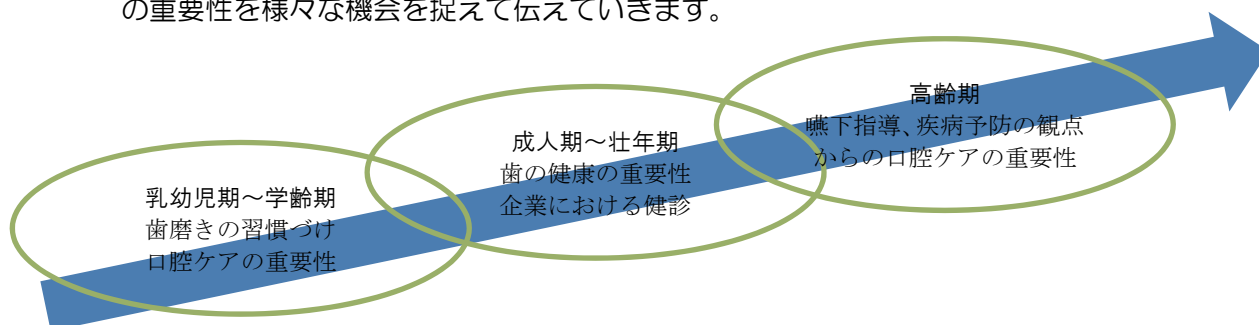 の重要性を様々な機会を捉えて伝えていきます。
乳幼児期～学齢期
歯磨きの習慣づけ
口腔ケアの重要性
成人期～壮年期
歯の健康の重要性
企業における健診
高齢期
嚥下指導、疾病予防の観点
からの口腔ケアの重要性